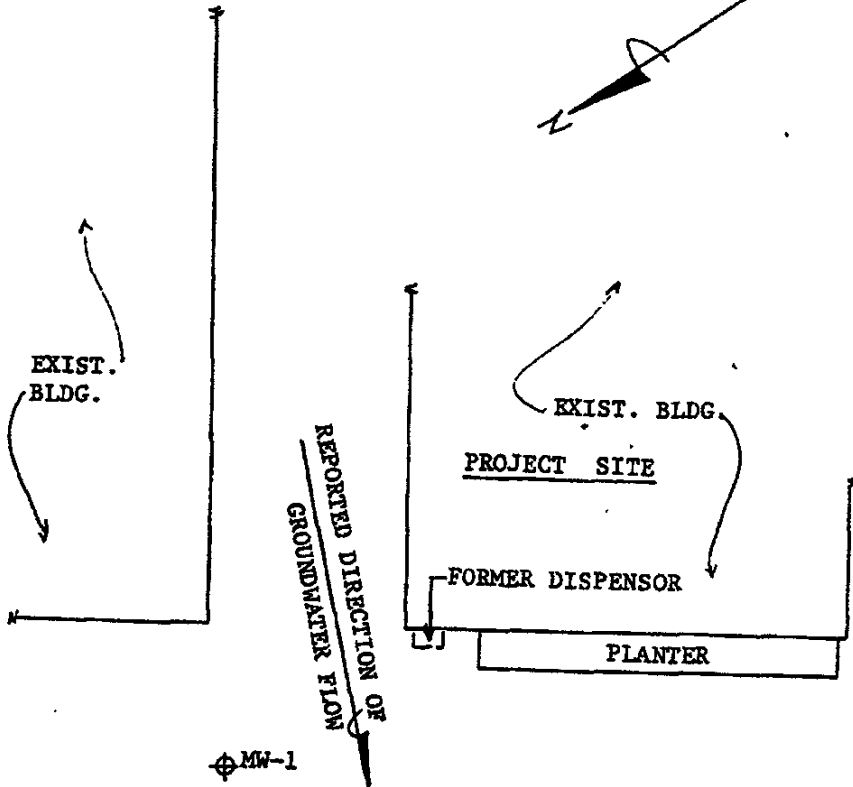 N
EXIST.
BLDG.
EXIST. BLDG.
PROJECT SITE
REPORTED DIRECTION OF
GROUNDWATER FLOW
FORMER DISPENSOR
PLANTER
MW-1